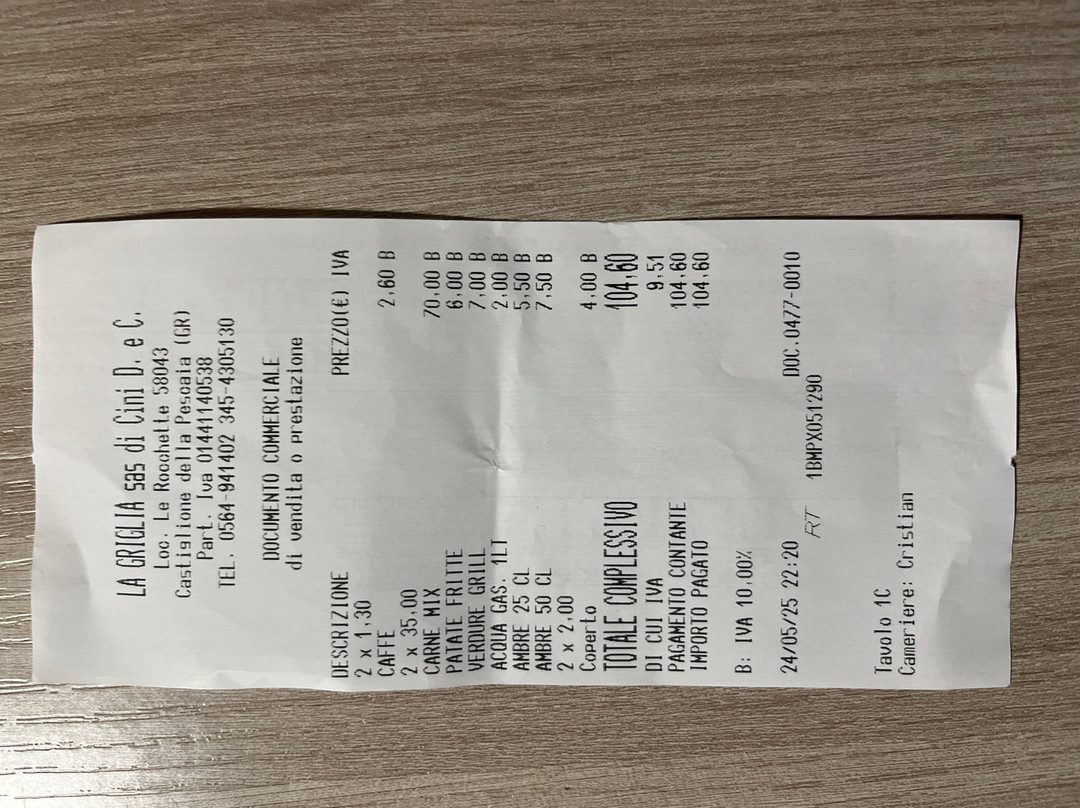 LA GRIGLIA sas di Cini D. e C.
Loc. Le Rocchette 58043
Castiglione della Pescaia (GR)
Part. Iva 01441140538
TEL. 0564-941402 345-4305130
DOCUMENTO COMMERCIALE
di vendita o prestazione
DESCRIZIONE PREZZO(€) IVA
2 x 1,30
CAFFE 2,60 B
2 x 35,00
CARNE MIX 70,00 B
PATATE FRITTE 6,00 B
VERDURE GRILL 7,00 B
ACQUA GAS. 1LT 2,00 B
AMBRE 25 CL 5,50 B
AMBRE 50 CL 7,50 B
2 x 2,00
Coperto 4,00 B
TOTALE COMPLESSIVO 104,60
DI CUI IVA 9,51
PAGAMENTO CONTANTE 104,60
IMPORTO PAGATO 104,60
B: IVA 10,00%
24/05/25 22:20 DOC.0477-0010
RT 1BMPX051290
Tavolo 1C
Cameriere: Cristian